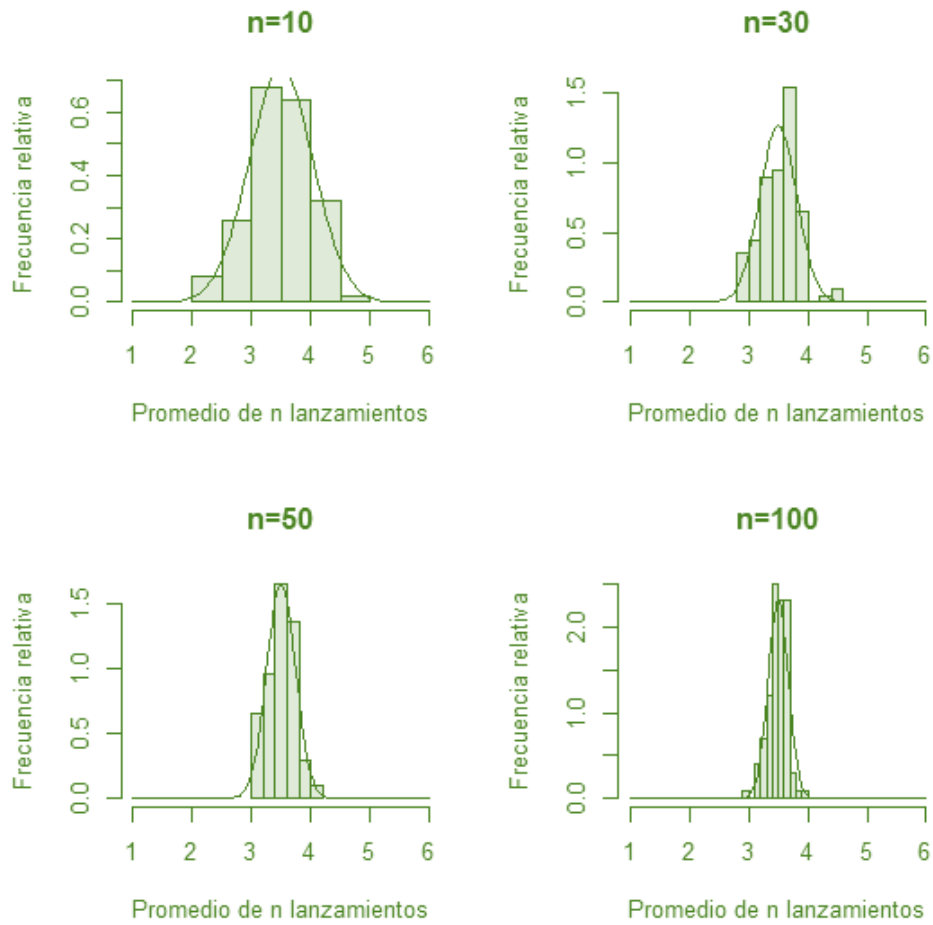 n=10
Frecuencia relativa
0.0 0.2 0.4 0.6
1 2 3 4 5 6
Promedio de n lanzamientos
n=30
Frecuencia relativa
0.0 0.5 1.0 1.5
1 2 3 4 5 6
Promedio de n lanzamientos
n=50
Frecuencia relativa
0.0 0.5 1.0 1.5
1 2 3 4 5 6
Promedio de n lanzamientos
n=100
Frecuencia relativa
0.0 1.0 2.0
1 2 3 4 5 6
Promedio de n lanzamientos